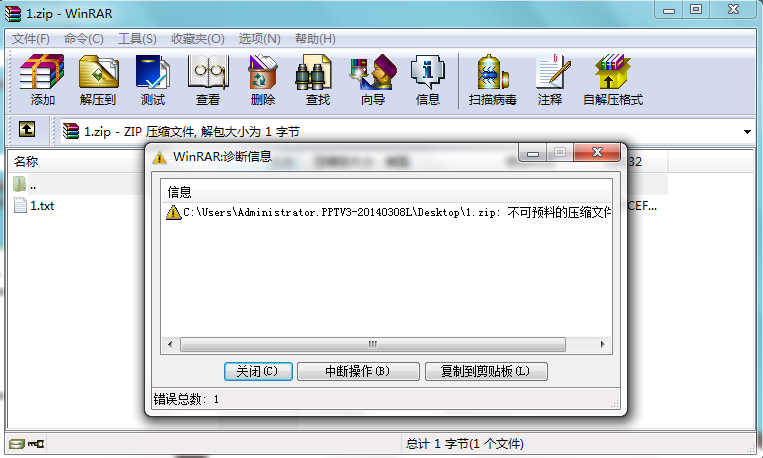 1.zip - WinRAR
文件(F) 命令(C) 工具(S) 收藏夹(O) 选项(N) 帮助(H)
添加 解压到 测试 查看 删除 查找 向导 信息 扫描病毒 注释 自解压格式
1.zip - ZIP 压缩文件, 解包大小为 1 字节
名称 32
..
1.txt CEF...
WinRAR:诊断信息
信息
C:\Users\Administrator.PPTV3-20140308L\Desktop\1.zip: 不可预料的压缩文件
关闭(C) 中断操作(B) 复制到剪贴板(L)
错误总数: 1
总计 1 字节(1 个文件)